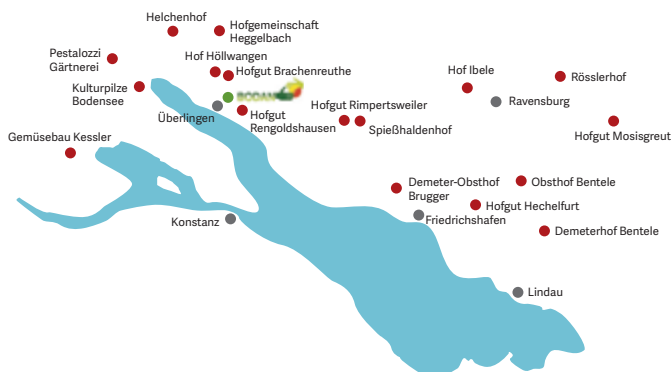 Helchenhof
Hofgemeinschaft
Heggelbach
Pestalozzi
Gärtnerei
Hof Höllwangen
Hofgut Brachenreuthe
Kulturpilze
Bodensee
BODAN
Überlingen
Hofgut
Rengoldshausen
Hofgut Rimpertsweiler
Spießhaldenhof
Hof Ibele
Ravensburg
Rösslerhof
Hofgut Mosisgreut
Gemüsebau Kessler
Demeter-Obsthof
Brugger
Obsthof Bentele
Hofgut Hechelfurt
Friedrichshafen
Demeterhof Bentele
Konstanz
Lindau